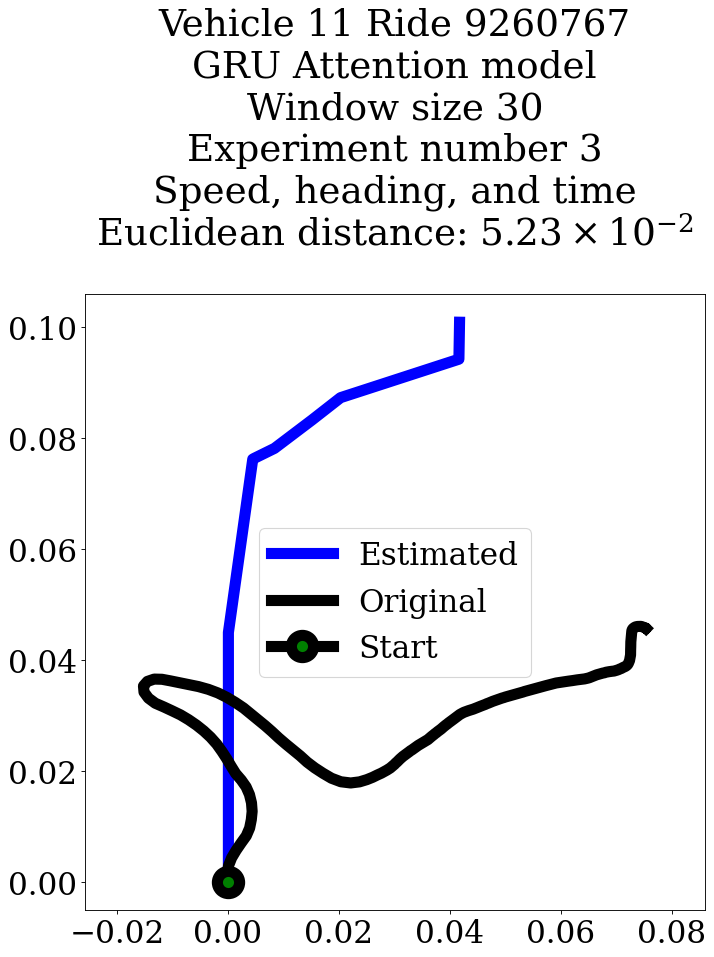 Vehicle 11 Ride 9260767
GRU Attention model
Window size 30
Experiment number 3
Speed, heading, and time
Euclidean distance: 5.23 × 10⁻²
0.10
0.08
0.06
0.04
0.02
0.00
Estimated
Original
Start
−0.02 0.00 0.02 0.04 0.06 0.08